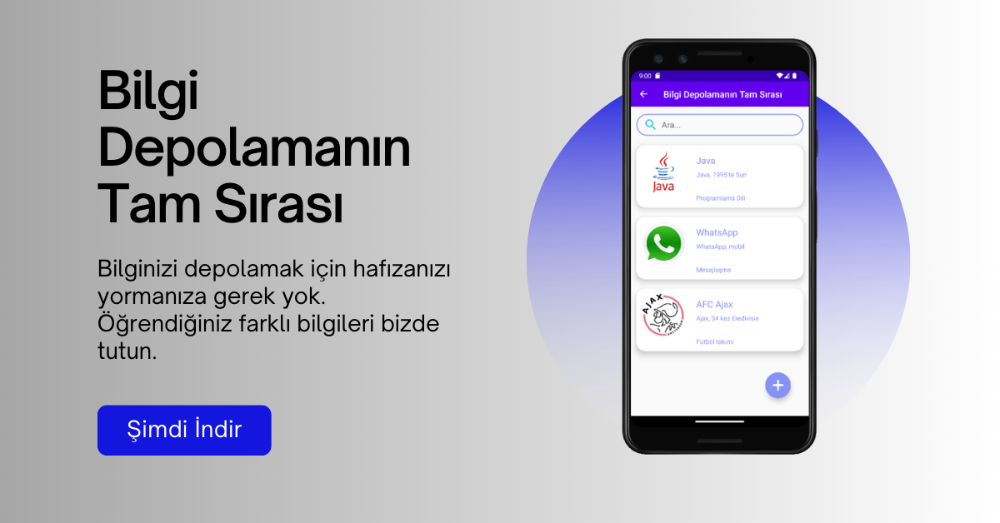 Bilgi
Depolamanın
Tam Sırası
Bilginizi depolamak için hafızanızı
yormanıza gerek yok.
Öğrendiğiniz farklı bilgileri bizde
tutun.
Şimdi İndir
9:00
Bilgi Depolamanın Tam Sırası
Ara...
Java
Java
Java, 1995'te Sun
Programlama Dili
WhatsApp
WhatsApp, mobil
Mesajlaşma
AJAX
AFC Ajax
Ajax, 34 kez Eredivisie
Futbol takımı